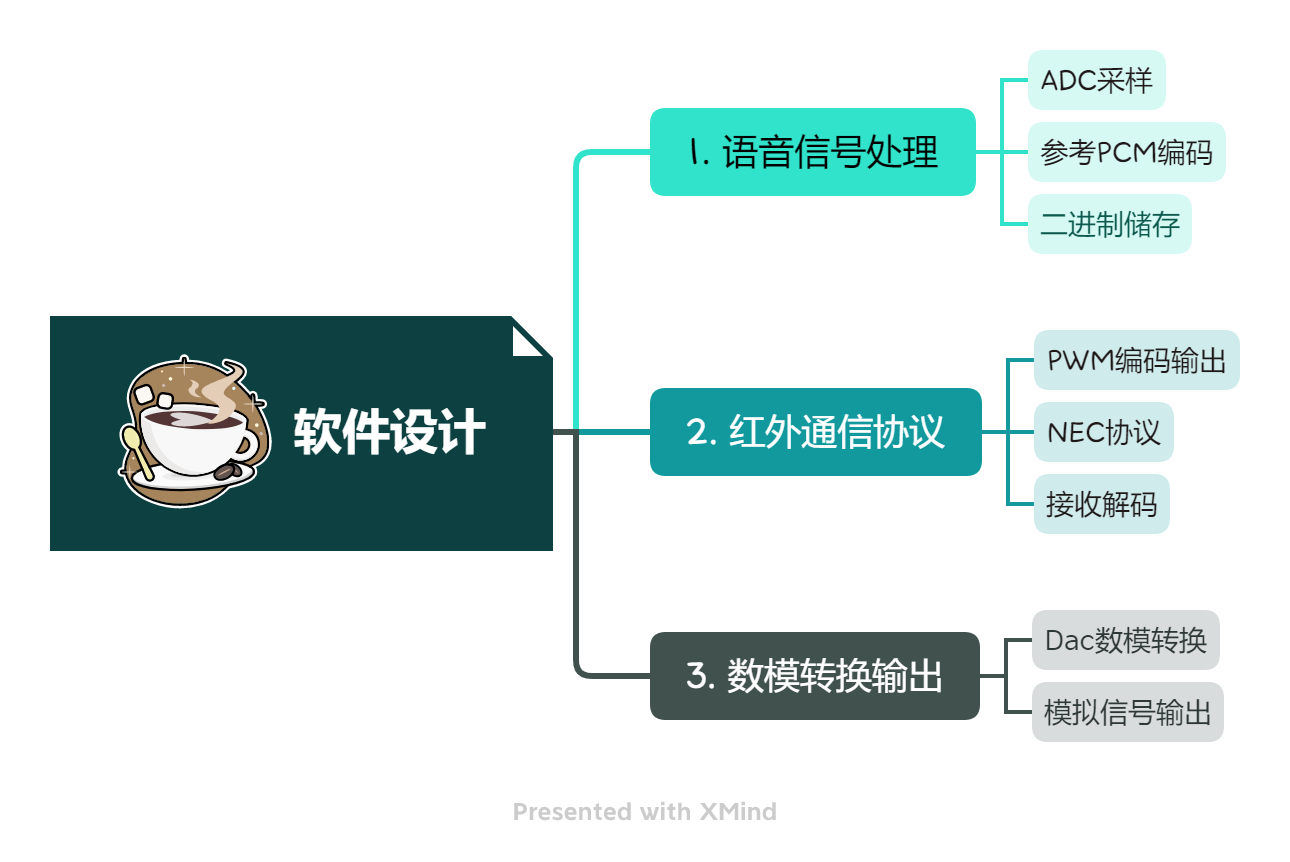 软件设计
1. 语音信号处理
ADC采样
参考PCM编码
二进制储存
2. 红外通信协议
PWM编码输出
NEC协议
接收解码
3. 数模转换输出
Dac数模转换
模拟信号输出
Presented with XMind